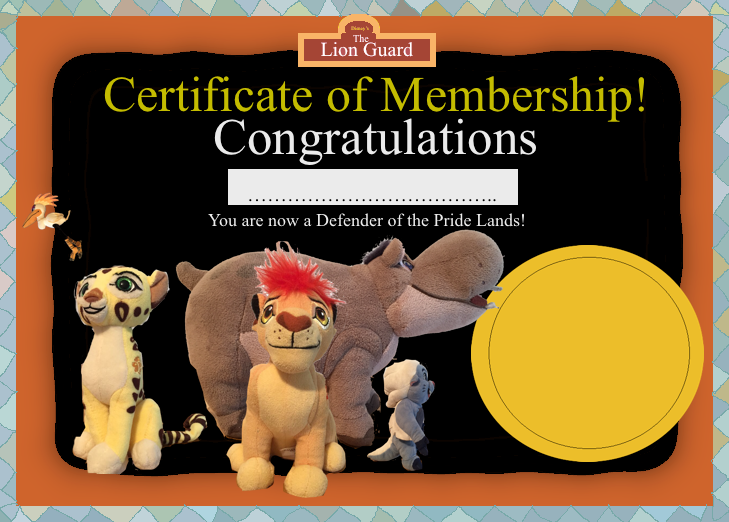 Disney's
The
Lion Guard
Certificate of Membership!
Congratulations
.......................................
You are now a Defender of the Pride Lands!